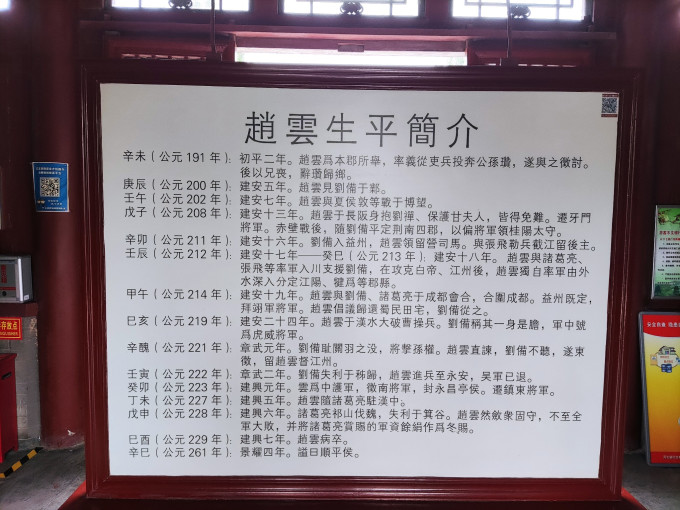 趙雲生平簡介
辛未（公元 191 年）：初平二年。趙雲爲本郡所舉，率義從吏兵投奔公孫瓚，遂與之徵討。
後以兄喪，辭瓚歸鄉。
庚辰（公元 200 年）：建安五年。趙雲見劉備于鄴。
壬午（公元 202 年）：建安七年。趙雲與夏侯敦等戰于博望。
戊子（公元 208 年）：建安十三年。趙雲于長阪身抱劉禪、保護甘夫人，皆得免難。遷牙門
將軍。赤壁戰後，隨劉備平定荆南四郡，以偏將軍領桂陽太守。
辛卯（公元 211 年）：建安十六年。劉備入益州，趙雲領留營司馬。與張飛勒兵截江留後主。
壬辰（公元 212 年）：建安十七年——癸巳（公元 213 年）：建安十八年。 趙雲與諸葛亮、
張飛等率軍入川支援劉備，在攻克白帝、江州後，趙雲獨自率軍由外
水深入分定江陽、犍爲等郡縣。
甲午（公元 214 年）：建安十九年。趙雲與劉備、諸葛亮于成都會合，合圍成都。益州既定，
拜翊軍將軍。趙雲倡議歸還蜀民田宅，劉備從之。
巳亥（公元 219 年）：建安二十四年。趙雲于漢水大破曹操兵。劉備稱其一身是膽，軍中號
爲虎威將軍。
辛醜（公元 221 年）：章武元年。劉備耻關羽之没，將擊孫權。趙雲直諫，劉備不聽，遂東
徵，留趙雲督江州。
壬寅（公元 222 年）：章武二年。劉備失利于秭歸，趙雲進兵至永安，吴軍已退。
癸卯（公元 223 年）：建興元年。雲爲中護軍，徵南將軍，封永昌亭侯。遷鎮東將軍。
丁未（公元 227 年）：建興五年。趙雲隨諸葛亮駐漢中。
戊申（公元 228 年）：建興六年。諸葛亮祁山伐魏，失利于箕谷。趙雲然斂衆固守，不至全
軍大敗，并將諸葛亮賞賜的軍資餘絹作爲冬賜。
巳酉（公元 229 年）：建興七年。趙雲病卒。
辛巳（公元 261 年）：景耀四年。謚曰順平侯。